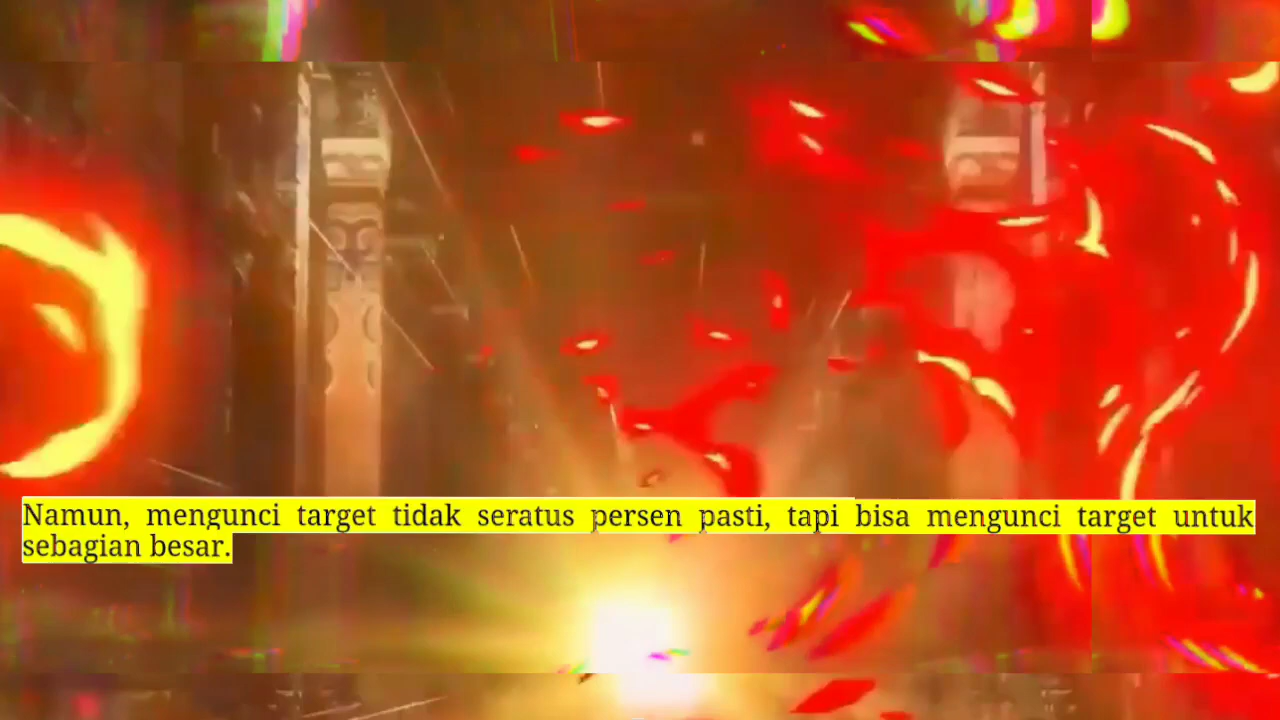 Namun, mengunci target tidak seratus persen pasti, tapi bisa mengunci target untuk
sebagian besar.